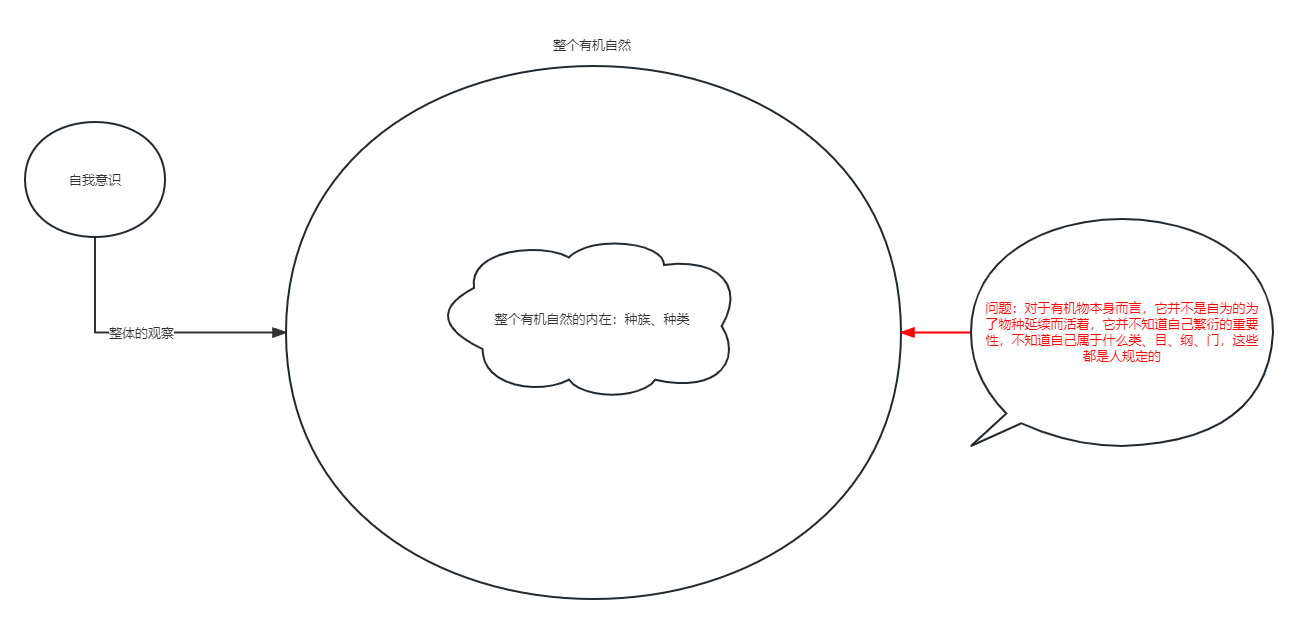 整个有机自然
自我意识
整体的观察
整个有机自然的内在：种族、种类
问题：对于有机物本身而言，它并不是自为的为
了物种延续而活着，它并不知道自己繁衍的重要
性，不知道自己属于什么类、目、纲、门，这些
都是人规定的